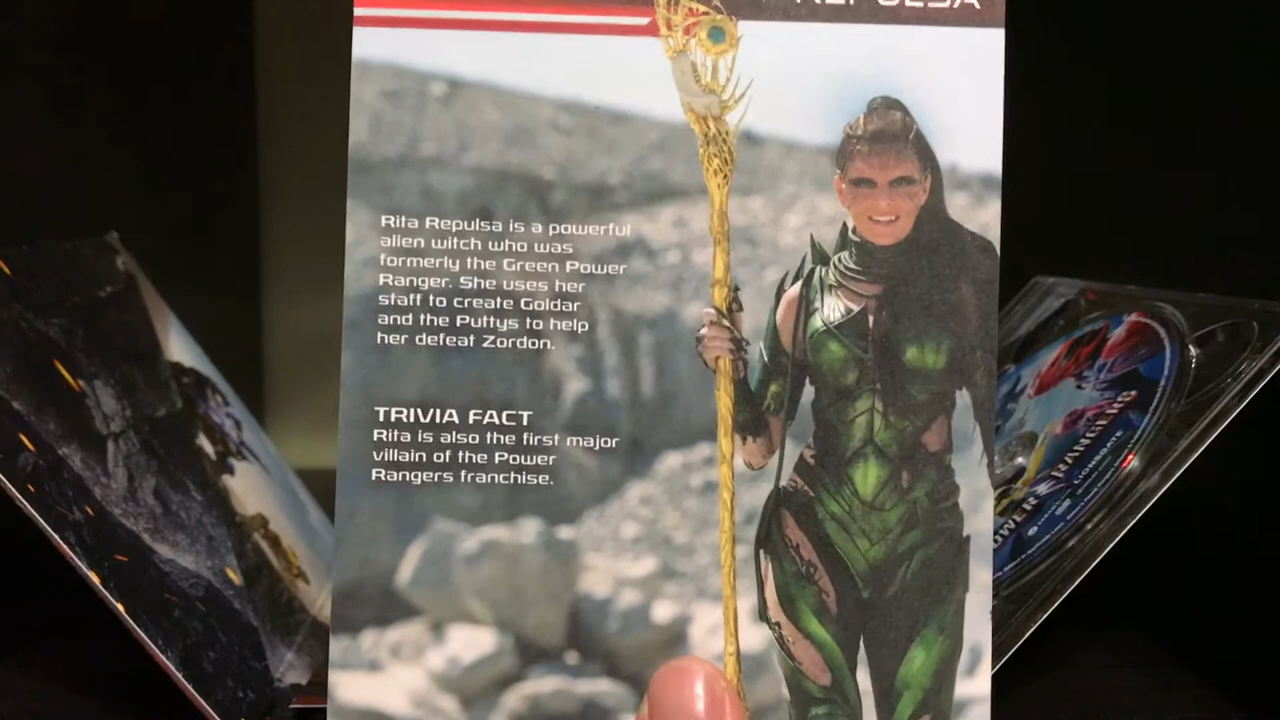 REPULSA
Rita Repulsa is a powerful
alien witch who was
formerly the Green Power
Ranger. She uses her
staff to create Goldar
and the Puttys to help
her defeat Zordon.
TRIVIA FACT
Rita is also the first major
villain of the Power
Rangers franchise.
POWER RANGERS
LIONSGATE